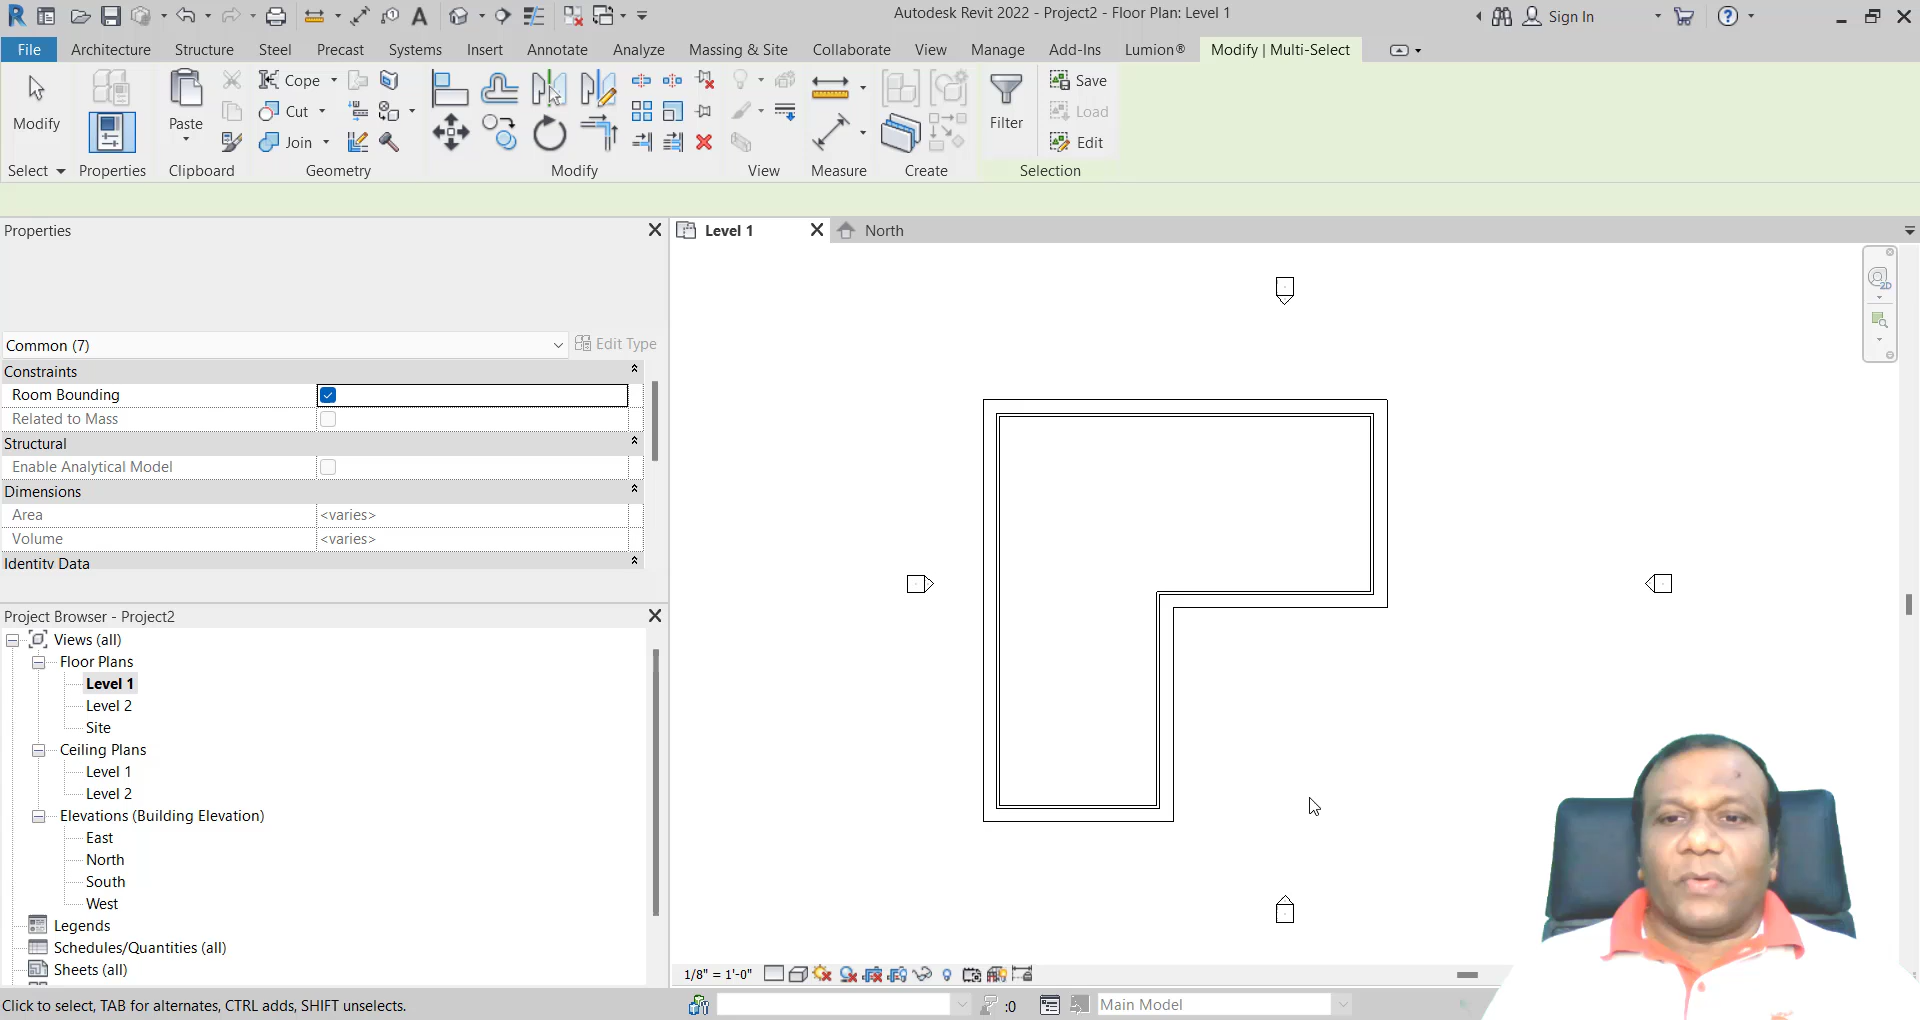 Autodesk Revit 2022 - Project2 - Floor Plan: Level 1
Sign In
File Architecture Structure Steel Precast Systems Insert Annotate Analyze Massing & Site Collaborate View Manage Add-Ins Lumion® Modify | Multi-Select
Modify
Paste
Cope
Cut
Join
Filter
Save
Load
Edit
Select Properties Clipboard Geometry Modify View Measure Create Selection
Properties
Common (7)
Edit Type
Constraints
Room Bounding
Related to Mass
Structural
Enable Analytical Model
Dimensions
Area <varies>
Volume <varies>
Identity Data
Level 1
North
2D
Project Browser - Project2
Views (all)
Floor Plans
Level 1
Level 2
Site
Ceiling Plans
Level 1
Level 2
Elevations (Building Elevation)
East
North
South
West
Legends
Schedules/Quantities (all)
Sheets (all)
1/8" = 1'-0"
Click to select, TAB for alternates, CTRL adds, SHIFT unselects.
:0
Main Model